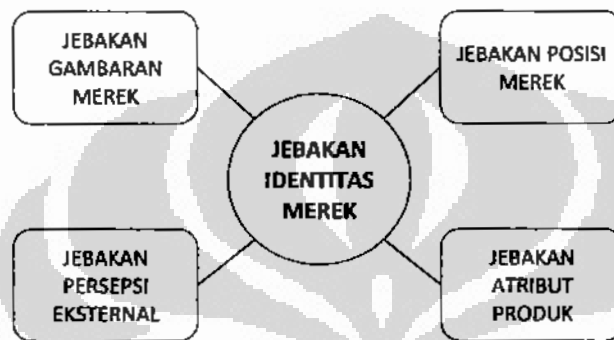 JEBAKAN
GAMBARAN
MEREK
JEBAKAN POSISI
MEREK
JEBAKAN
IDENTITAS
MEREK
JEBAKAN
PERSEPSI
EKSTERNAL
JEBAKAN
ATRIBUT
PRODUK